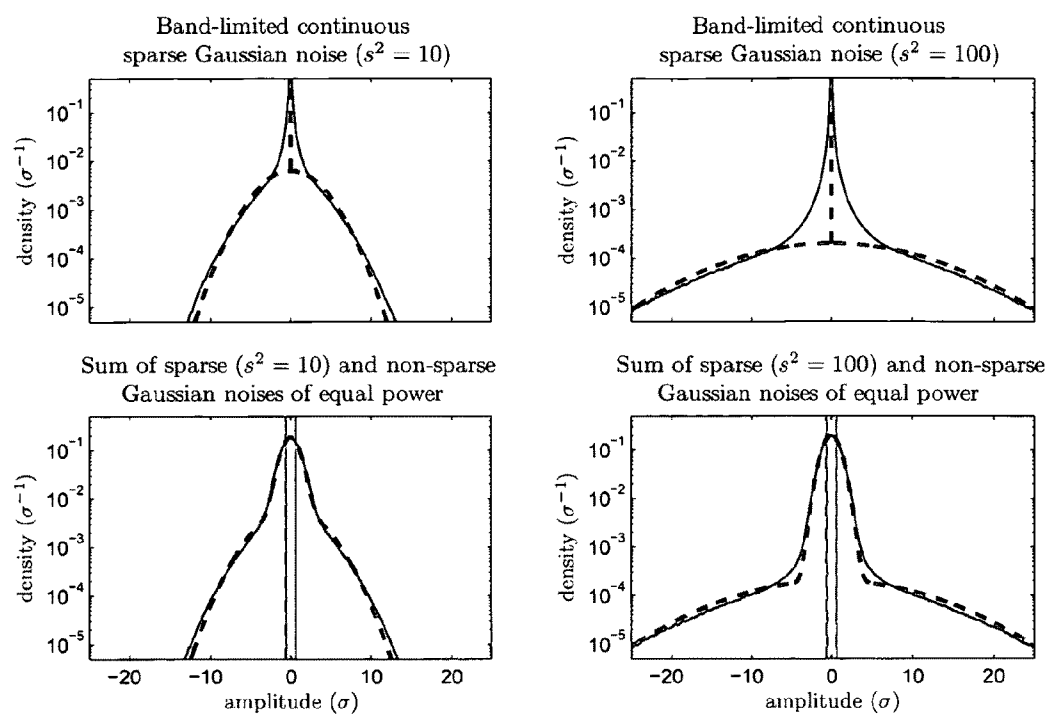 Band-limited continuous
sparse Gaussian noise (s² = 10)
density (σ⁻¹)
10⁻¹
10⁻²
10⁻³
10⁻⁴
10⁻⁵
Band-limited continuous
sparse Gaussian noise (s² = 100)
density (σ⁻¹)
10⁻¹
10⁻²
10⁻³
10⁻⁴
10⁻⁵
Sum of sparse (s² = 10) and non-sparse
Gaussian noises of equal power
density (σ⁻¹)
10⁻¹
10⁻²
10⁻³
10⁻⁴
10⁻⁵
−20 −10 0 10 20
amplitude (σ)
Sum of sparse (s² = 100) and non-sparse
Gaussian noises of equal power
density (σ⁻¹)
10⁻¹
10⁻²
10⁻³
10⁻⁴
10⁻⁵
−20 −10 0 10 20
amplitude (σ)